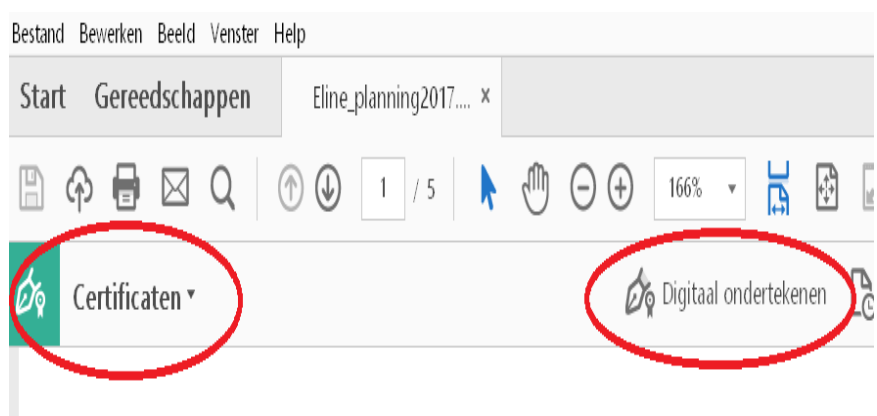 Bestand Bewerken Beeld Venster Help
Start Gereedschappen Eline_planning2017.... ×
1 / 5 166%
Certificaten Digitaal ondertekenen